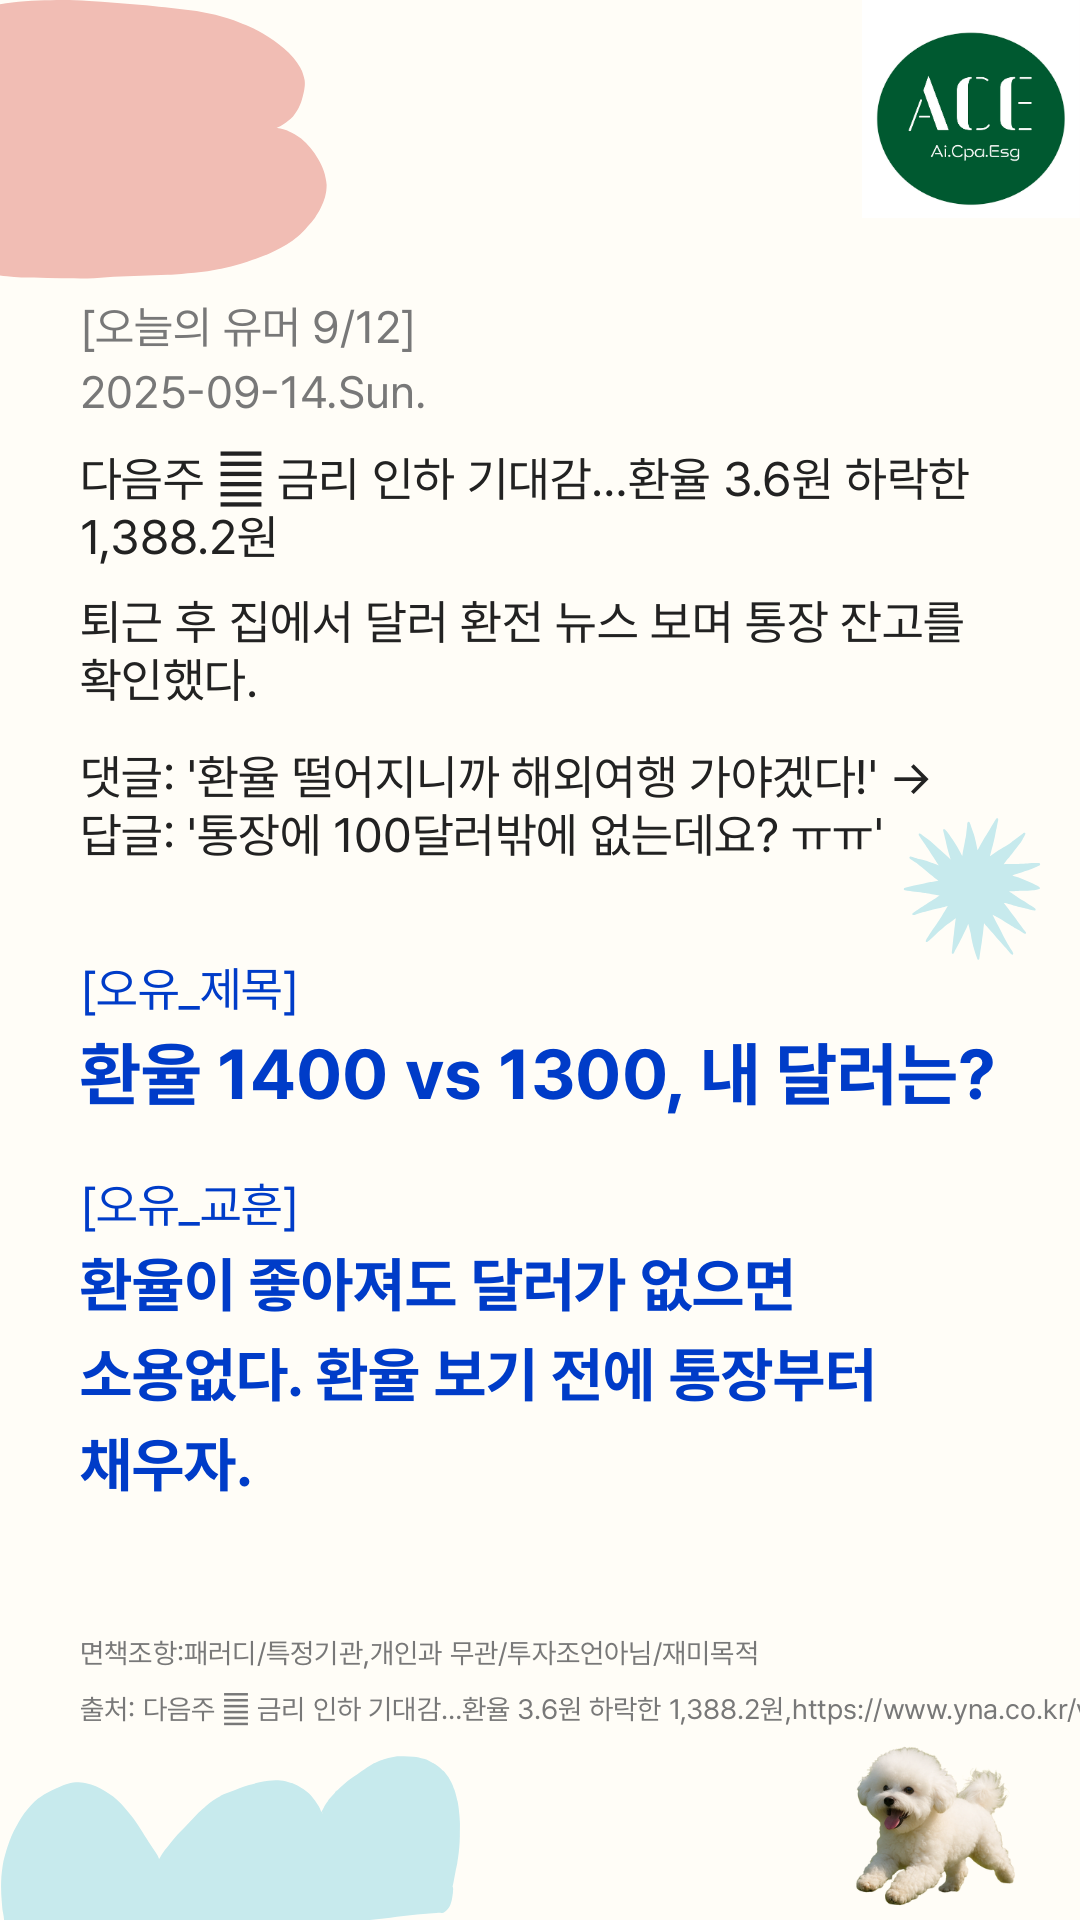 ACE
Ai.Cpa.Esg
[오늘의 유머 9/12]
2025-09-14.Sun.
다음주 금리 인하 기대감...환율 3.6원 하락한
1,388.2원
퇴근 후 집에서 달러 환전 뉴스 보며 통장 잔고를
확인했다.
댓글: '환율 떨어지니까 해외여행 가야겠다!' →
답글: '통장에 100달러밖에 없는데요? ㅠㅠ'
[오유_제목]
환율 1400 vs 1300, 내 달러는?
[오유_교훈]
환율이 좋아져도 달러가 없으면
소용없다. 환율 보기 전에 통장부터
채우자.
면책조항:패러디/특정기관,개인과 무관/투자조언아님/재미목적
출처: 다음주 금리 인하 기대감...환율 3.6원 하락한 1,388.2원,https://www.yna.co.kr/